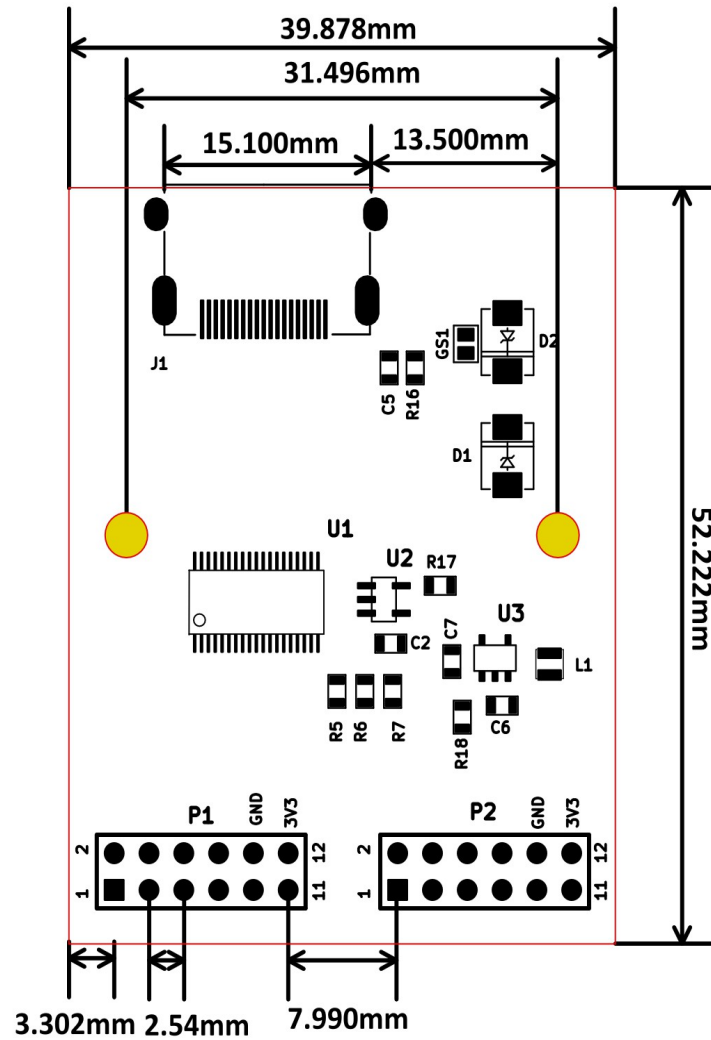 39.878mm
31.496mm
15.100mm
13.500mm
J1
GS1
D2
C5
R16
D1
52.222mm
U1
U2
R17
U3
C7
C2
L1
R5
R6
R7
R18
C6
P1
GND
3V3
P2
GND
3V3
2
12
2
12
1
11
1
11
3.302mm
2.54mm
7.990mm